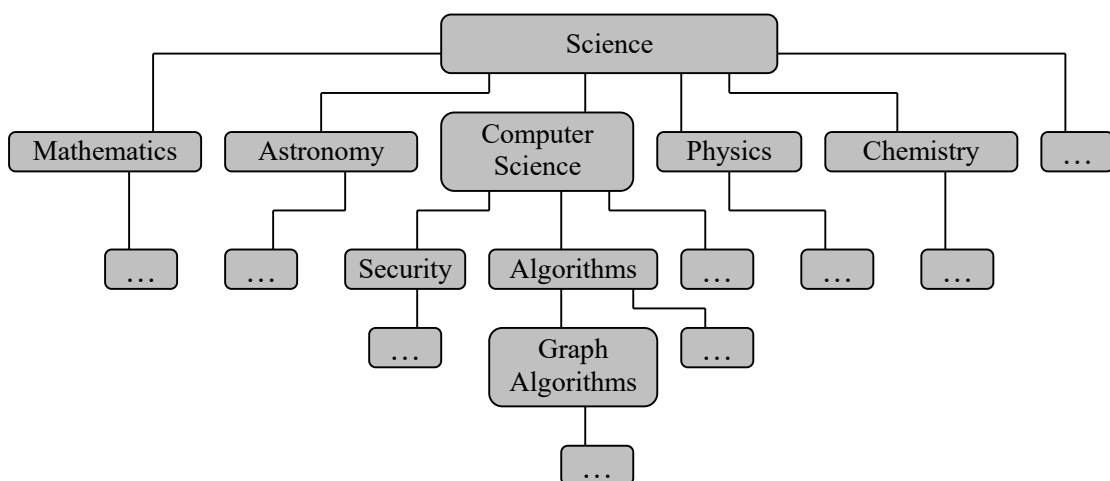 Science
Mathematics
Astronomy
Computer
Science
Physics
Chemistry
…
…
…
Security
Algorithms
…
…
…
…
Graph
Algorithms
…
…